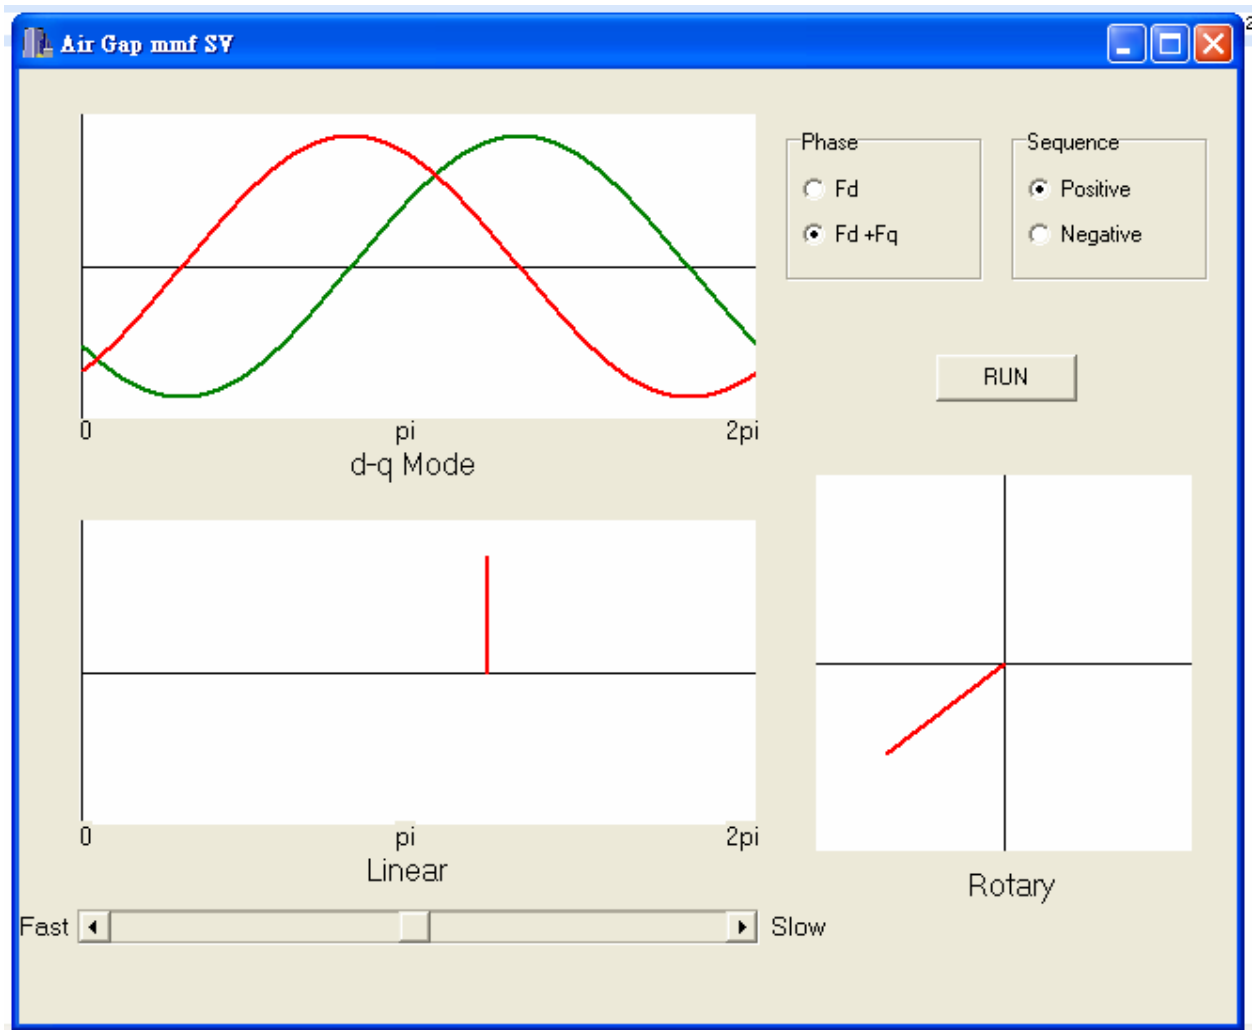 Air Gap mmf SV
2
Phase
Sequence
Fd
Positive
Fd +Fq
Negative
RUN
0 pi 2pi
d-q Mode
0 pi 2pi
Linear
Rotary
Fast Slow